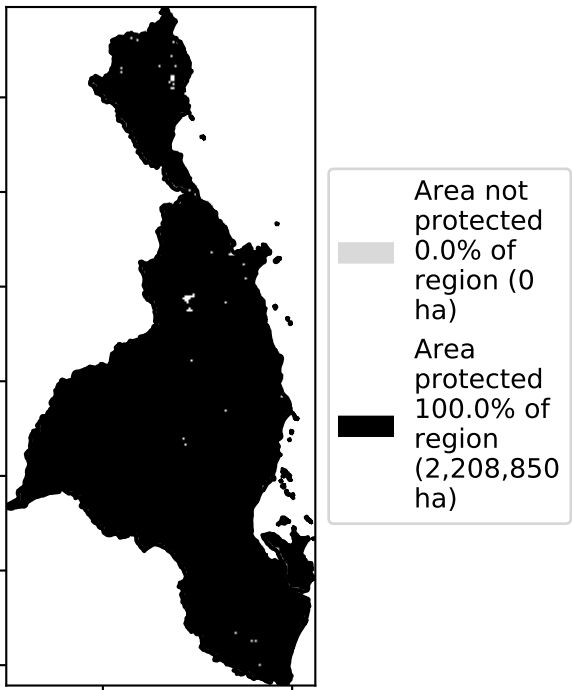 Area not
protected
0.0% of
region (0
ha)
Area
protected
100.0% of
region
(2,208,850
ha)